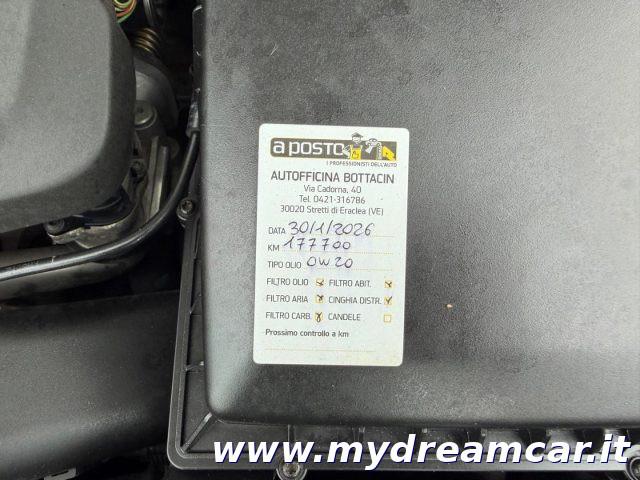 a posto
I PROFESSIONISTI DELL'AUTO
AUTOFFICINA BOTTACIN
Via Cadorna, 40
Tel. 0421-316786
30020 Stretti di Eraclea (VE)
DATA 30/1/2026
KM 177700
TIPO OLIO 0W20
FILTRO OLIO FILTRO ABIT.
FILTRO ARIA CINGHIA DISTR.
FILTRO CARB. CANDELE
Prossimo controllo a km
www.mydreamcar.it